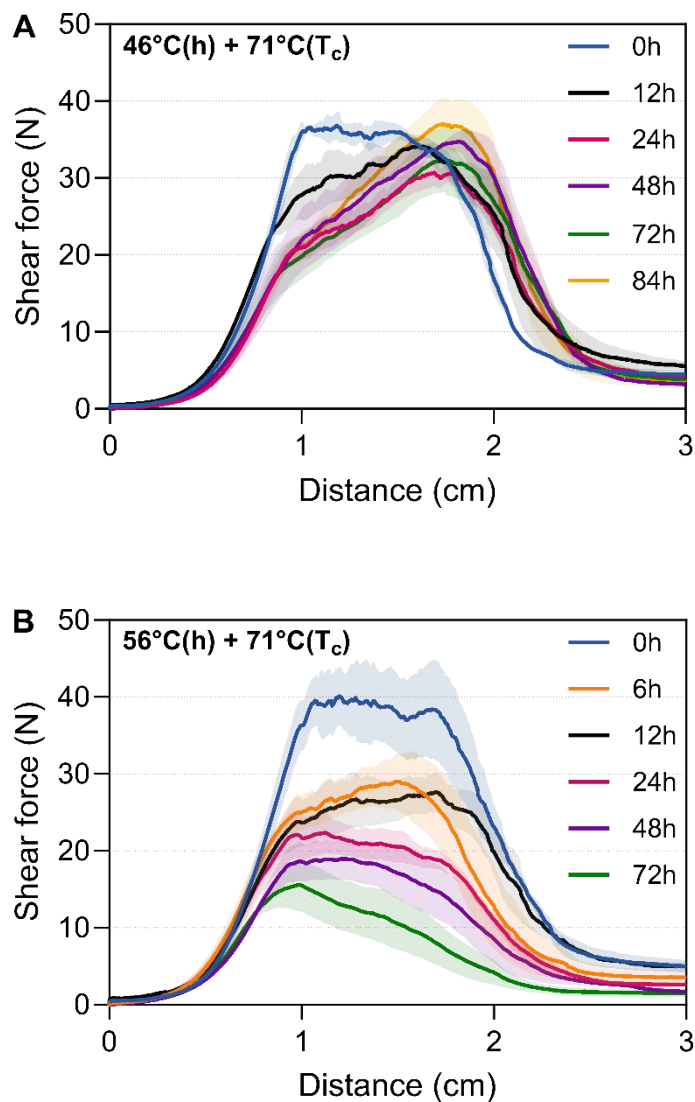 A
46°C(h) + 71°C(Tc)
50
40
30
20
10
0
Shear force (N)
0h
12h
24h
48h
72h
84h
0
1
2
3
Distance (cm)
B
56°C(h) + 71°C(Tc)
50
40
30
20
10
0
Shear force (N)
0h
6h
12h
24h
48h
72h
0
1
2
3
Distance (cm)